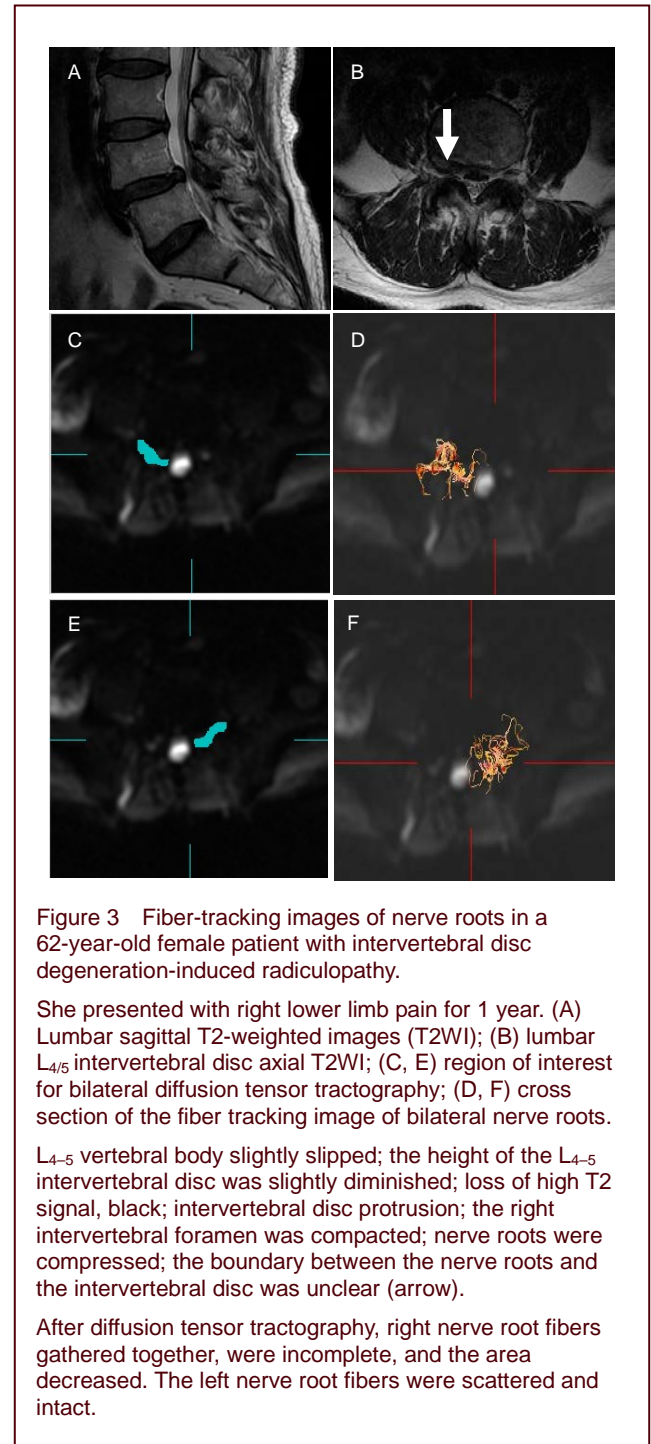 A
B
C
D
E
F
Figure 3 Fiber-tracking images of nerve roots in a
62-year-old female patient with intervertebral disc
degeneration-induced radiculopathy.
She presented with right lower limb pain for 1 year. (A)
Lumbar sagittal T2-weighted images (T2WI); (B) lumbar
L4/5 intervertebral disc axial T2WI; (C, E) region of interest
for bilateral diffusion tensor tractography; (D, F) cross
section of the fiber tracking image of bilateral nerve roots.
L4–5 vertebral body slightly slipped; the height of the L4–5
intervertebral disc was slightly diminished; loss of high T2
signal, black; intervertebral disc protrusion; the right
intervertebral foramen was compacted; nerve roots were
compressed; the boundary between the nerve roots and
the intervertebral disc was unclear (arrow).
After diffusion tensor tractography, right nerve root fibers
gathered together, were incomplete, and the area
decreased. The left nerve root fibers were scattered and
intact.